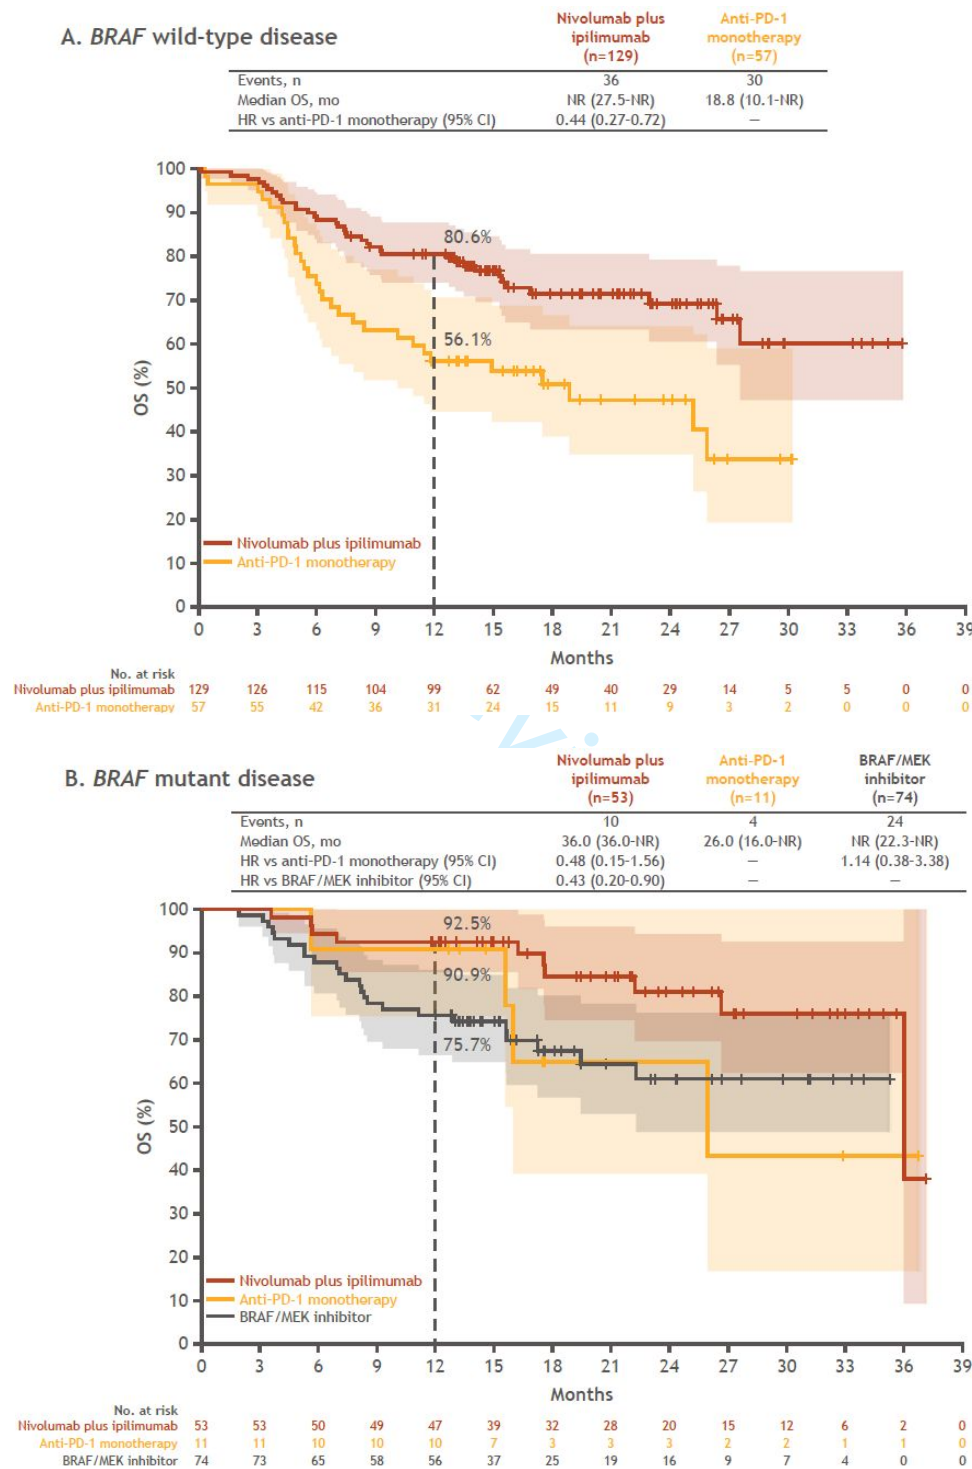 A. BRAF wild-type disease
Nivolumab plus ipilimumab (n=129) Anti-PD-1 monotherapy (n=57)
Events, n 36 30
Median OS, mo NR (27.5-NR) 18.8 (10.1-NR)
HR vs anti-PD-1 monotherapy (95% CI) 0.44 (0.27-0.72) —
100
90
80
70
60
50
40
30
20
10
0
OS (%)
80.6%
56.1%
Nivolumab plus ipilimumab
Anti-PD-1 monotherapy
0 3 6 9 12 15 18 21 24 27 30 33 36 39
Months
No. at risk
Nivolumab plus ipilimumab 129 126 115 104 99 62 49 40 29 14 5 5 0 0
Anti-PD-1 monotherapy 57 55 42 36 31 24 15 11 9 3 2 0 0 0
B. BRAF mutant disease
Nivolumab plus ipilimumab (n=53) Anti-PD-1 monotherapy (n=11) BRAF/MEK inhibitor (n=74)
Events, n 10 4 24
Median OS, mo 36.0 (36.0-NR) 26.0 (16.0-NR) NR (22.3-NR)
HR vs anti-PD-1 monotherapy (95% CI) 0.48 (0.15-1.56) — 1.14 (0.38-3.38)
HR vs BRAF/MEK inhibitor (95% CI) 0.43 (0.20-0.90) — —
100
90
80
70
60
50
40
30
20
10
0
OS (%)
92.5%
90.9%
75.7%
Nivolumab plus ipilimumab
Anti-PD-1 monotherapy
BRAF/MEK inhibitor
0 3 6 9 12 15 18 21 24 27 30 33 36 39
Months
No. at risk
Nivolumab plus ipilimumab 53 53 50 49 47 39 32 28 20 15 12 6 2 0
Anti-PD-1 monotherapy 11 11 10 10 10 7 3 3 3 2 2 1 1 0
BRAF/MEK inhibitor 74 73 65 58 56 37 25 19 16 9 7 4 0 0